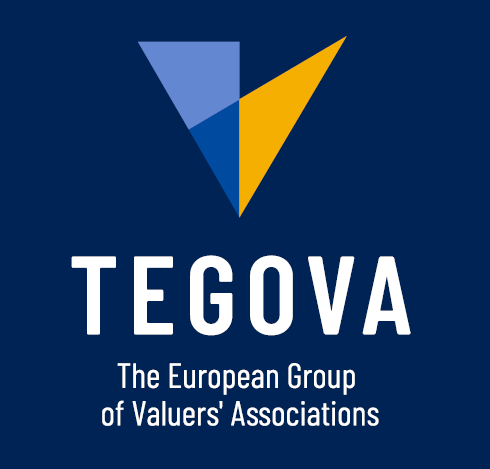 TEGOVA
The European Group
of Valuers' Associations